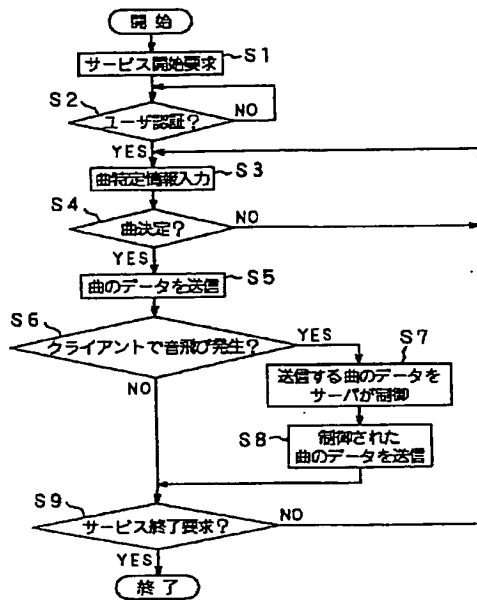 開始
サービス開始要求
S1
S2
ユーザ認証?
NO
YES
曲特定情報入力
S3
S4
曲決定?
NO
YES
曲のデータを送信
S5
S6
クライアントで音飛び発生?
YES
S7
NO
送信する曲のデータを
サーバが制御
S8
制御された
曲のデータを送信
S9
サービス終了要求?
NO
YES
終了